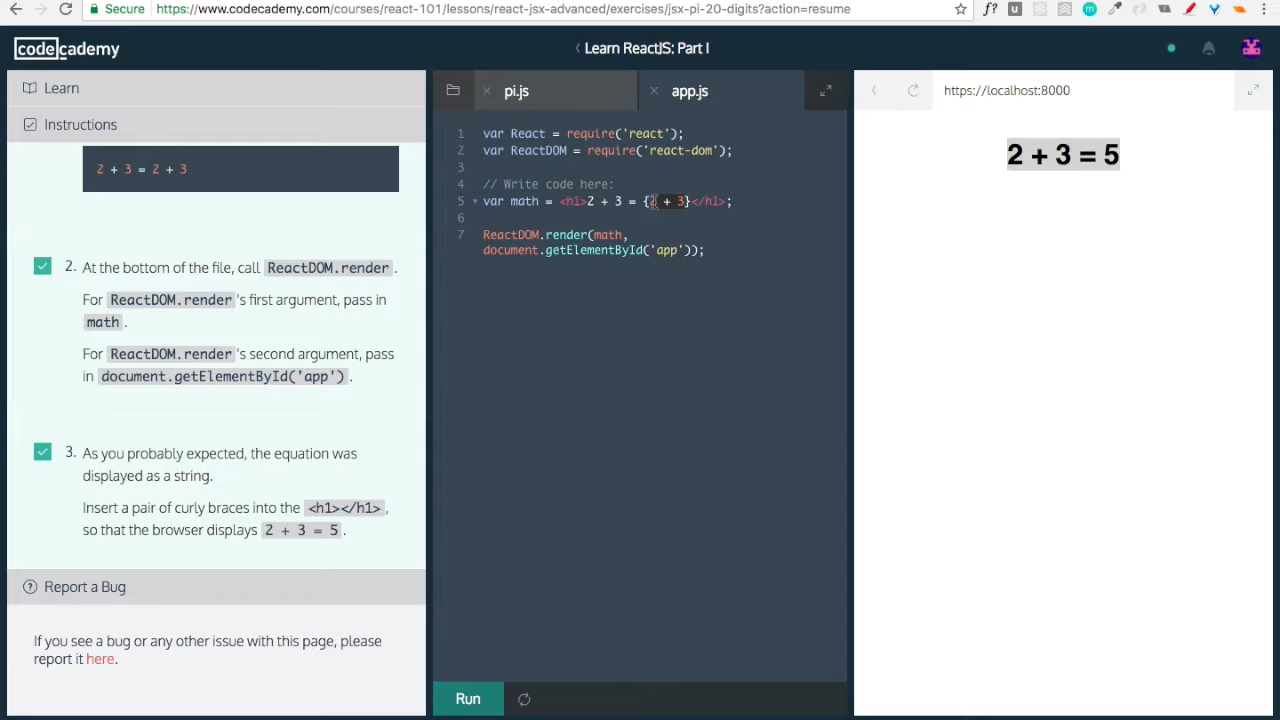 Secure https://www.codecademy.com/courses/react-101/lessons/react-jsx-advanced/exercises/jsx-pi-20-digits?action=resume
codecademy
Learn ReactJS: Part I
Learn
Instructions
2 + 3 = 2 + 3
2. At the bottom of the file, call ReactDOM.render.
For ReactDOM.render's first argument, pass in
math.
For ReactDOM.render's second argument, pass
in document.getElementById('app').
3. As you probably expected, the equation was
displayed as a string.
Insert a pair of curly braces into the <h1></h1>,
so that the browser displays 2 + 3 = 5.
Report a Bug
If you see a bug or any other issue with this page, please
report it here.
pi.js
app.js
1 var React = require('react');
2 var ReactDOM = require('react-dom');
3
4 // Write code here:
5 var math = <h1>2 + 3 = {2 + 3}</h1>;
6
7 ReactDOM.render(math,
document.getElementById('app'));
Run
https://localhost:8000
2 + 3 = 5